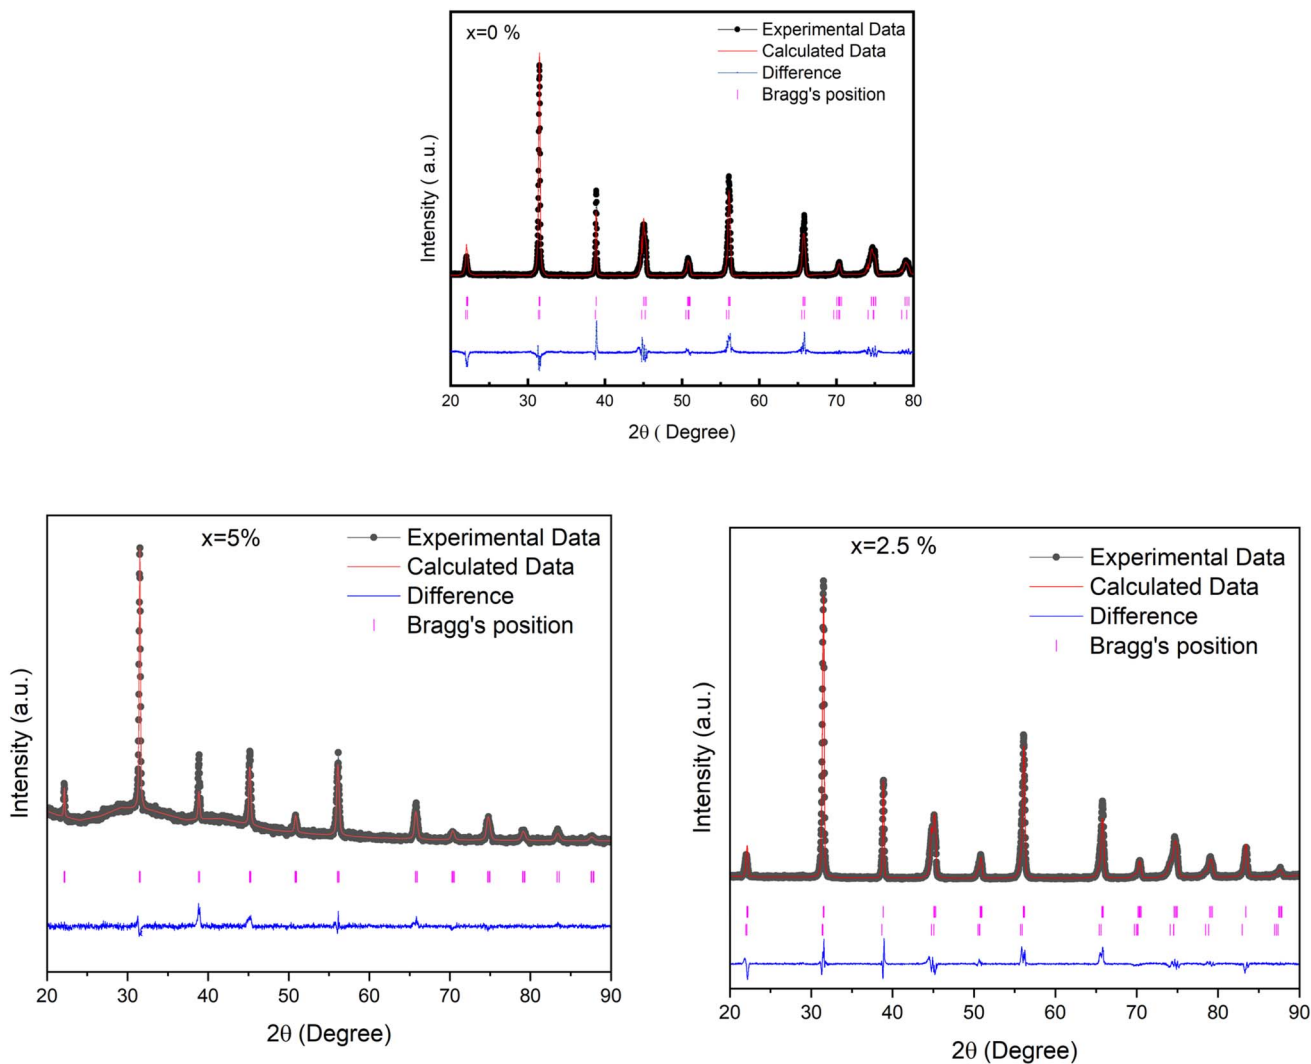 x=0 %
Experimental Data
Calculated Data
Difference
Bragg's position
Intensity ( a.u.)
20 30 40 50 60 70 80
2θ ( Degree)
x=5%
Experimental Data
Calculated Data
Difference
Bragg's position
Intensity (a.u.)
20 30 40 50 60 70 80 90
2θ (Degree)
x=2.5 %
Experimental Data
Calculated Data
Difference
Bragg's position
Intensity (a.u.)
20 30 40 50 60 70 80 90
2θ (Degree)